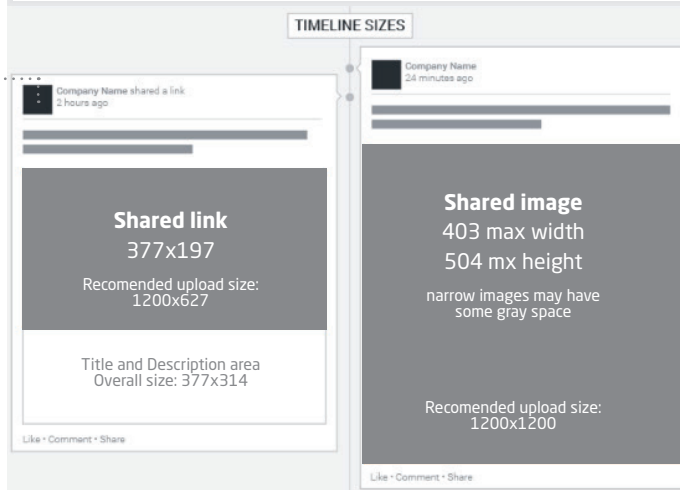 TIMELINE SIZES
Company Name shared a link
2 hours ago
Shared link
377x197
Recomended upload size:
1200x627
Title and Description area
Overall size: 377x314
Like • Comment • Share
Company Name
24 minutes ago
Shared image
403 max width
504 mx height
narrow images may have
some gray space
Recomended upload size:
1200x1200
Like • Comment • Share